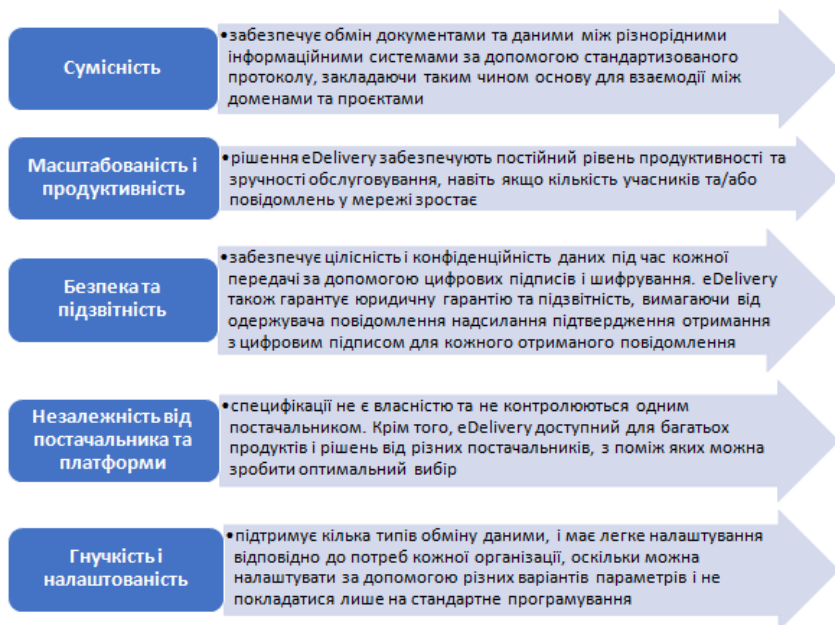 Сумісність
•забезпечує обмін документами та даними між різнорідними
інформаційними системами за допомогою стандартизованого
протоколу, закладаючи таким чином основу для взаємодії між
доменами та проєктами
Масштабованість і
продуктивність
•рішення eDelivery забезпечують постійний рівень продуктивності та
зручності обслуговування, навіть якщо кількість учасників та/або
повідомлень у мережі зростає
Безпека та
підзвітність
•забезпечує цілісність і конфіденційність даних під час кожної
передачі за допомогою цифрових підписів і шифрування. eDelivery
також гарантує юридичну гарантію та підзвітність, вимагаючи від
одержувача повідомлення надсилання підтвердження отримання
з цифровим підписом для кожного отриманого повідомлення
Незалежність від
постачальника та
платформи
•специфікації не є власністю та не контролюються одним
постачальником. Крім того, eDelivery доступний для багатьох
продуктів і рішень від різних постачальників, з поміж яких можна
зробити оптимальний вибір
Гнучкість і
налаштованість
•підтримує кілька типів обміну даними, і має легке налаштування
відповідно до потреб кожної організації, оскільки можна
налаштувати за допомогою різних варіантів параметрів і не
покладатися лише на стандартне програмування